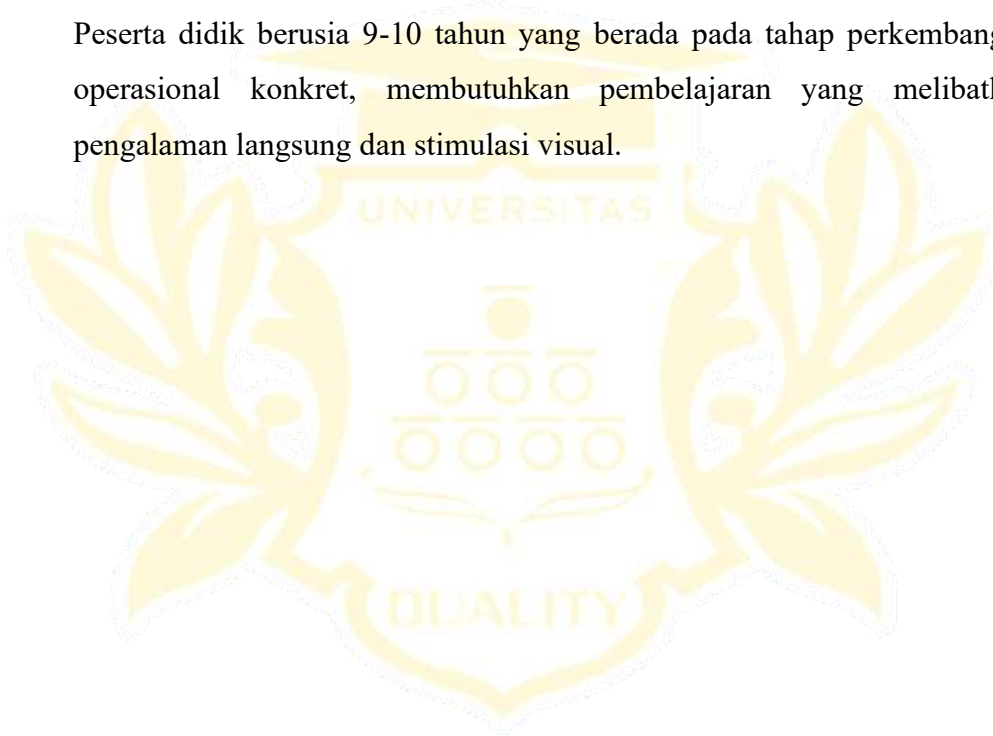 Peserta didik berusia 9-10 tahun yang berada pada tahap perkembang
operasional konkret, membutuhkan pembelajaran yang melibatk
pengalaman langsung dan stimulasi visual.
UNIVERSITAS
QUALITY